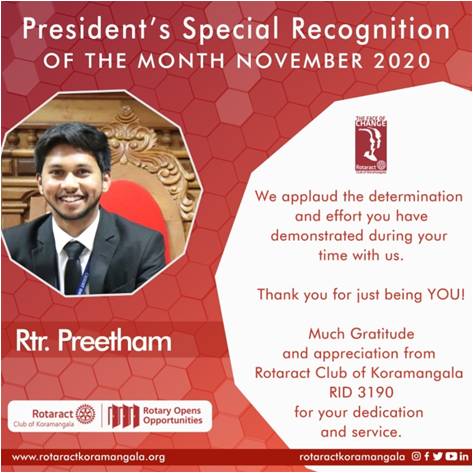 President's Special Recognition
OF THE MONTH NOVEMBER 2020
THE FACE OF
CHANGE
Rotaract
Club of Koramangala
We applaud the determination
and effort you have
demonstrated during your
time with us.
Thank you for just being YOU!
Much Gratitude
and appreciation from
Rotaract Club of Koramangala
RID 3190
for your dedication
and service.
Rtr. Preetham
Rotaract
Club of Koramangala
Rotary Opens
Opportunities
www.rotaractkoramangala.org
rotaractkoramangala